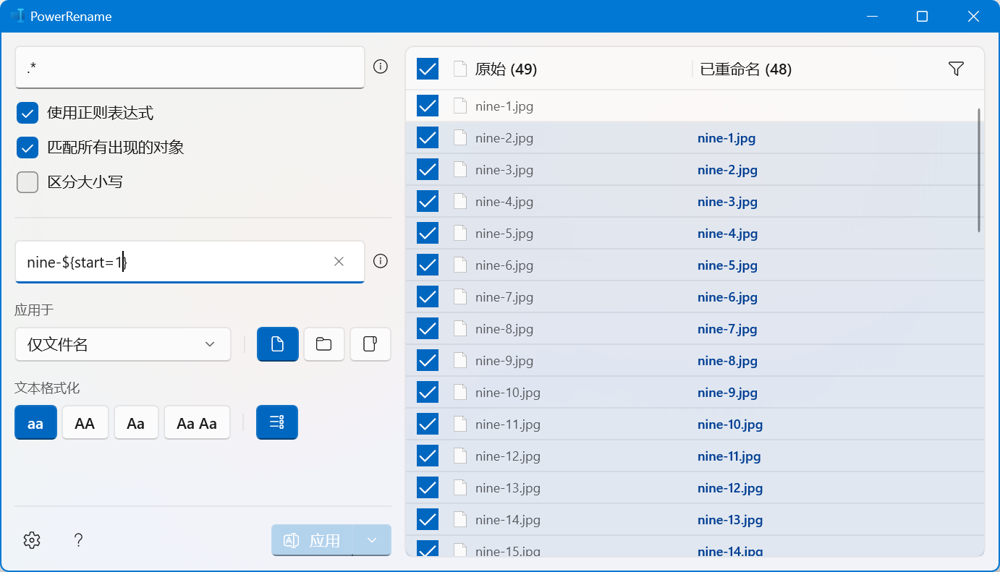 PowerRename
.*
使用正则表达式
匹配所有出现的对象
区分大小写
nine-${start=1}
应用于
仅文件名
文本格式化
aa AA Aa Aa Aa
应用
原始 (49) 已重命名 (48)
nine-1.jpg
nine-2.jpg nine-1.jpg
nine-3.jpg nine-2.jpg
nine-4.jpg nine-3.jpg
nine-5.jpg nine-4.jpg
nine-6.jpg nine-5.jpg
nine-7.jpg nine-6.jpg
nine-8.jpg nine-7.jpg
nine-9.jpg nine-8.jpg
nine-10.jpg nine-9.jpg
nine-11.jpg nine-10.jpg
nine-12.jpg nine-11.jpg
nine-13.jpg nine-12.jpg
nine-14.jpg nine-13.jpg
nine-15.jpg nine-14.jpg